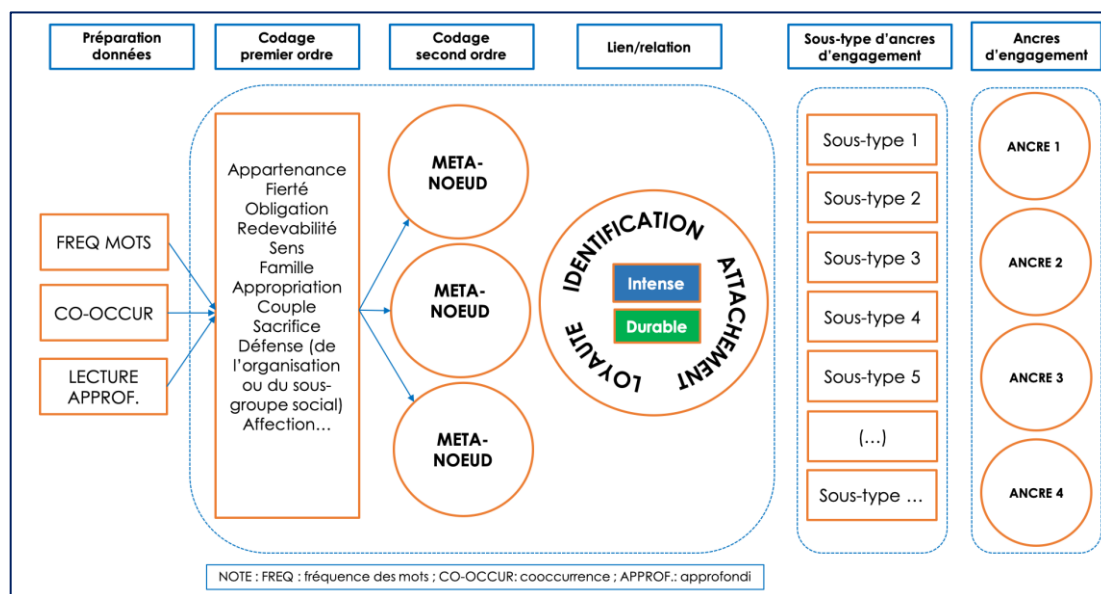 Préparation
données
Codage
premier ordre
Codage
second ordre
Lien/relation
Sous-type d'ancres
d'engagement
Ancres
d'engagement
FREQ MOTS
CO-OCCUR
LECTURE
APPROF.
Appartenance
Fierté
Obligation
Redevabilité
Sens
Famille
Appropriation
Couple
Sacrifice
Défense (de
l'organisation
ou du sous-
groupe social)
Affection…
META-
NOEUD
META-
NOEUD
META-
NOEUD
IDENTIFICATION
ATTACHEMENT
LOYAUTE
Intense
Durable
Sous-type 1
Sous-type 2
Sous-type 3
Sous-type 4
Sous-type 5
(…)
Sous-type …
ANCRE 1
ANCRE 2
ANCRE 3
ANCRE 4
NOTE : FREQ : fréquence des mots ; CO-OCCUR: cooccurrence ; APPROF.: approfondi